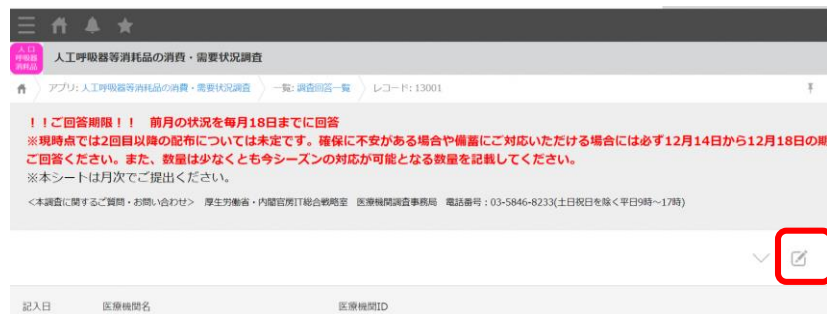 人口
呼吸器
消耗品
人工呼吸器等消耗品の消費・需要状況調査
アプリ: 人工呼吸器等消耗品の消費・需要状況調査 一覧: 調査回答一覧 レコード: 13001
！！ご回答期限！！ 前月の状況を毎月18日までに回答
※現時点では2回目以降の配布については未定です。確保に不安がある場合や備蓄にご対応いただける場合には必ず12月14日から12月18日の期
ご回答ください。また、数量は少なくとも今シーズンの対応が可能となる数量を記載してください。
※本シートは月次でご提出ください。
＜本調査に関するご質問・お問い合わせ＞ 厚生労働省・内閣官房IT総合戦略室 医療機関調査事務局 電話番号：03-5846-8233(土日祝日を除く平日9時～17時)
記入日 医療機関名 医療機関ID